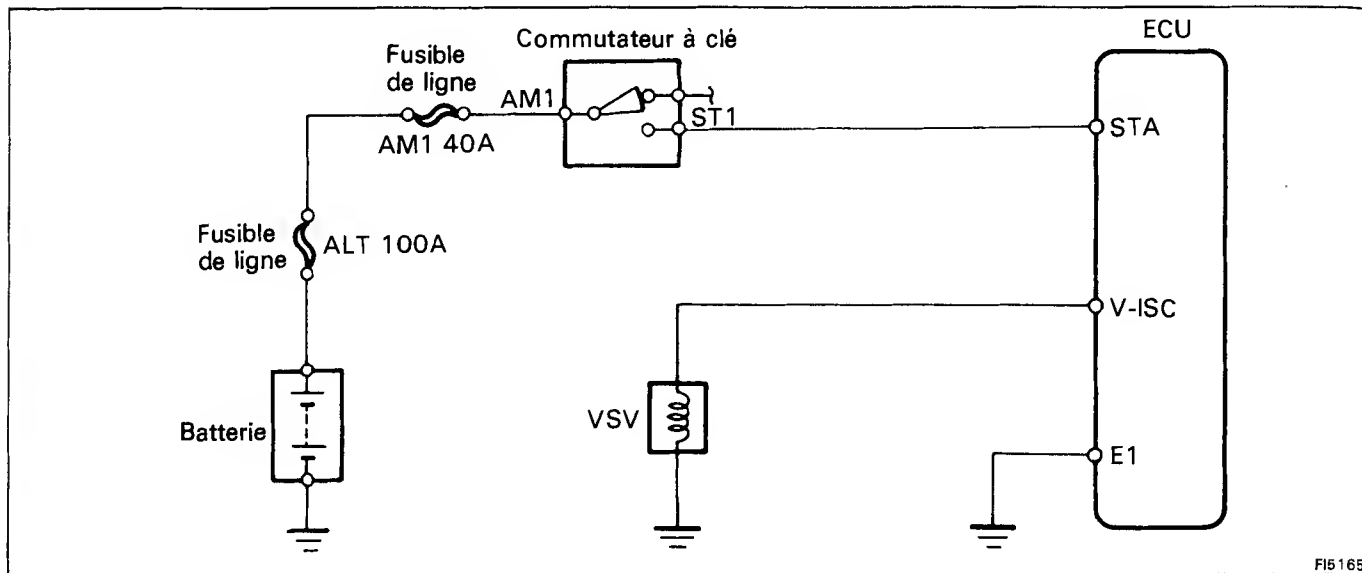 ECU
Commutateur à clé
Fusible
de ligne
AM1
ST1
AM1 40A
STA
Fusible
de ligne
ALT 100A
V-ISC
VSV
Batterie
E1
FI5165